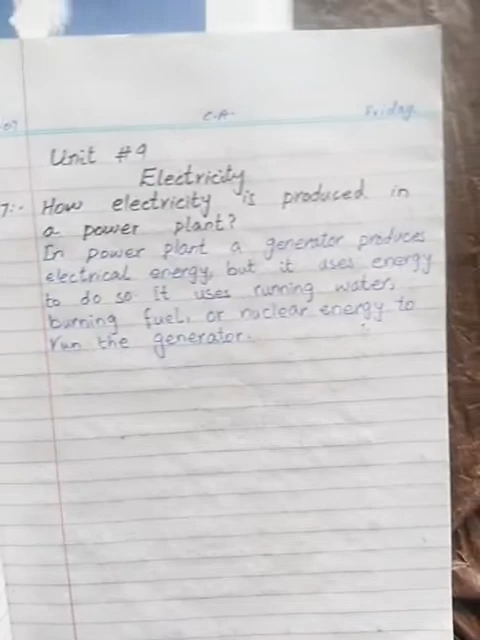 07 C.A. Friday
Unit #9
Electricity
7:- How electricity is produced in
a power plant?
In power plant a generator produces
electrical energy, but it uses energy
to do so. it uses running water,
burning fuel, or nuclear energy to
run the generator.